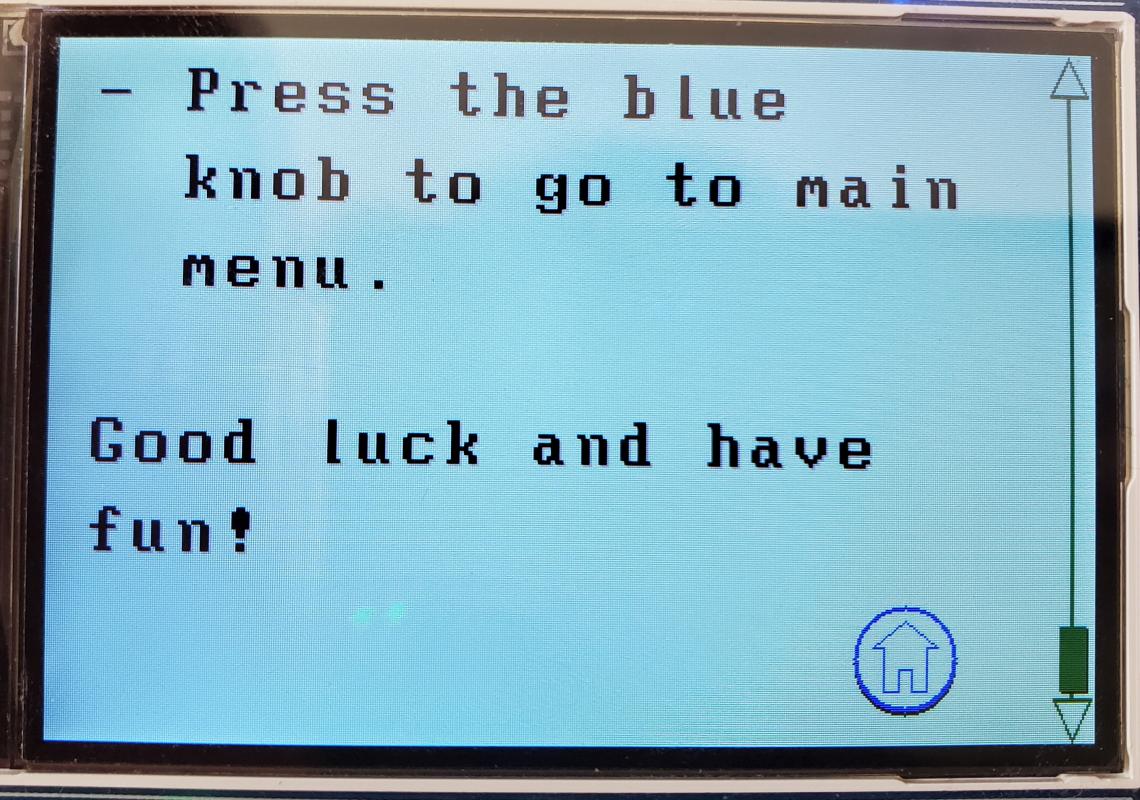 - Press the blue
knob to go to main
menu.
Good luck and have
fun!